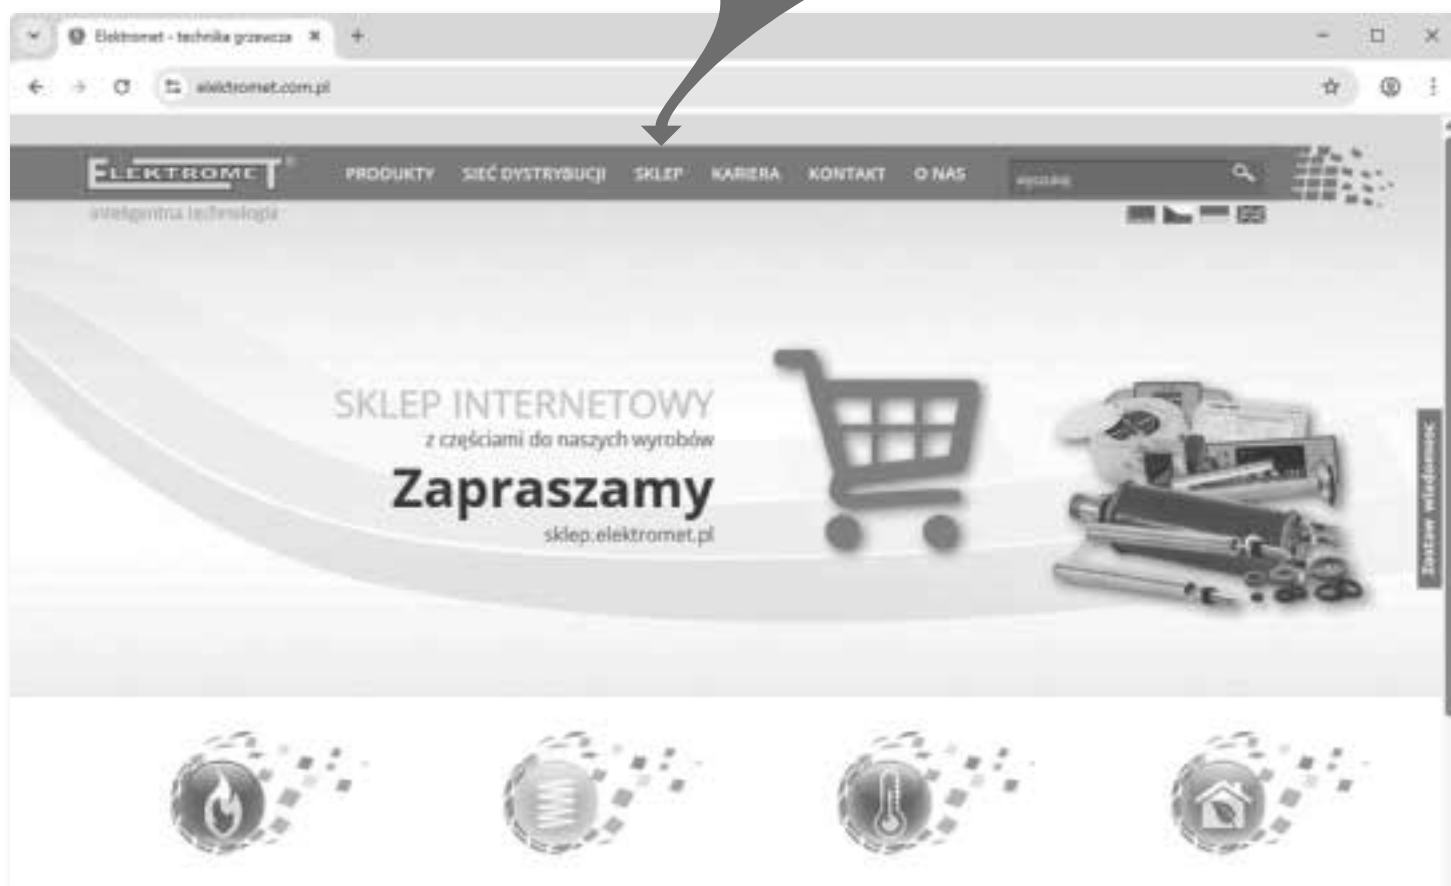 Elektromet - technika grzewcza
elektromet.com.pl
ELEKTROMET®
PRODUKTY SIEĆ DYSTRYBUCJI SKLEP KARIERA KONTAKT O NAS
inteligentna technologia
SKLEP INTERNETOWY
z częściami do naszych wyrobów
Zapraszamy
sklep.elektromet.pl
Zostaw wiadomość